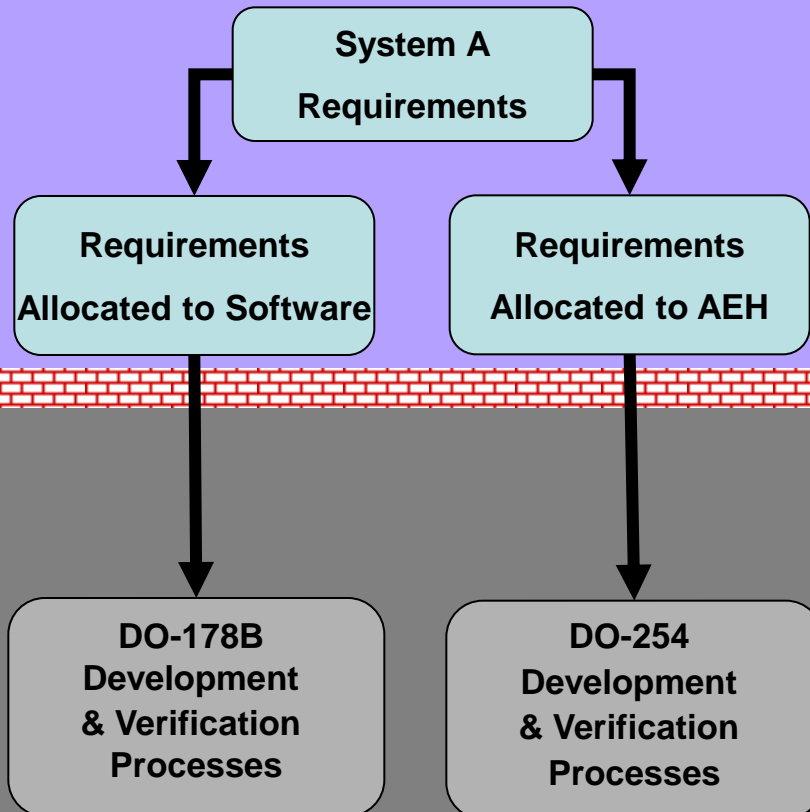 System A
Requirements
Requirements
Allocated to Software
Requirements
Allocated to AEH
DO-178B
Development
& Verification
Processes
DO-254
Development
& Verification
Processes